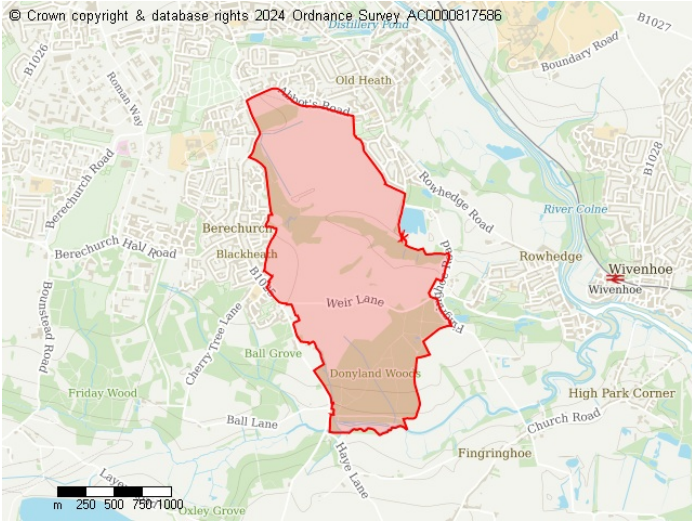 © Crown copyright & database rights 2024 Ordnance Survey AC0000817586
Distillery Pond
B1027
B1026
Boundary Road
Old Heath
Roman Way
Abbot's Road
B1028
Berechurch Road
Rowhedge Road
River Colne
Berechurch
Berechurch Hall Road
Blackheath
Rowhedge
Wivenhoe
Wivenhoe
Fingringhoe Road
Weir Lane
Bounstead Road
Cherry Tree Lane
Ball Grove
Donyland Woods
Friday Wood
High Park Corner
Ball Lane
Church Road
Haye Lane
Fingringhoe
m 250 500 750 1000
Oxley Grove